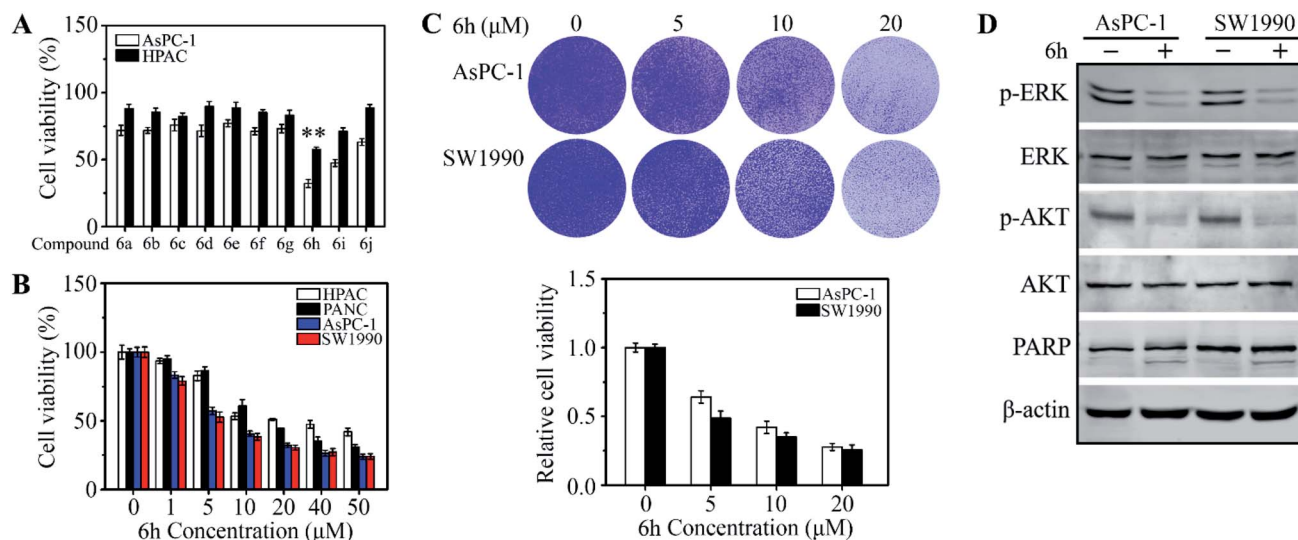 A
Cell viability (%)
150
100
50
0
AsPC-1
HPAC
**
Compound 6a 6b 6c 6d 6e 6f 6g 6h 6i 6j
B
Cell viability (%)
150
100
50
0
HPAC
PANC
AsPC-1
SW1990
0 1 5 10 20 40 50
6h Concentration (μM)
C
6h (μM) 0 5 10 20
AsPC-1
SW1990
Relative cell viability
1.5
1.0
0.5
0.0
AsPC-1
SW1990
0 5 10 20
6h Concentration (μM)
D
AsPC-1 SW1990
6h − + − +
p-ERK
ERK
p-AKT
AKT
PARP
β-actin